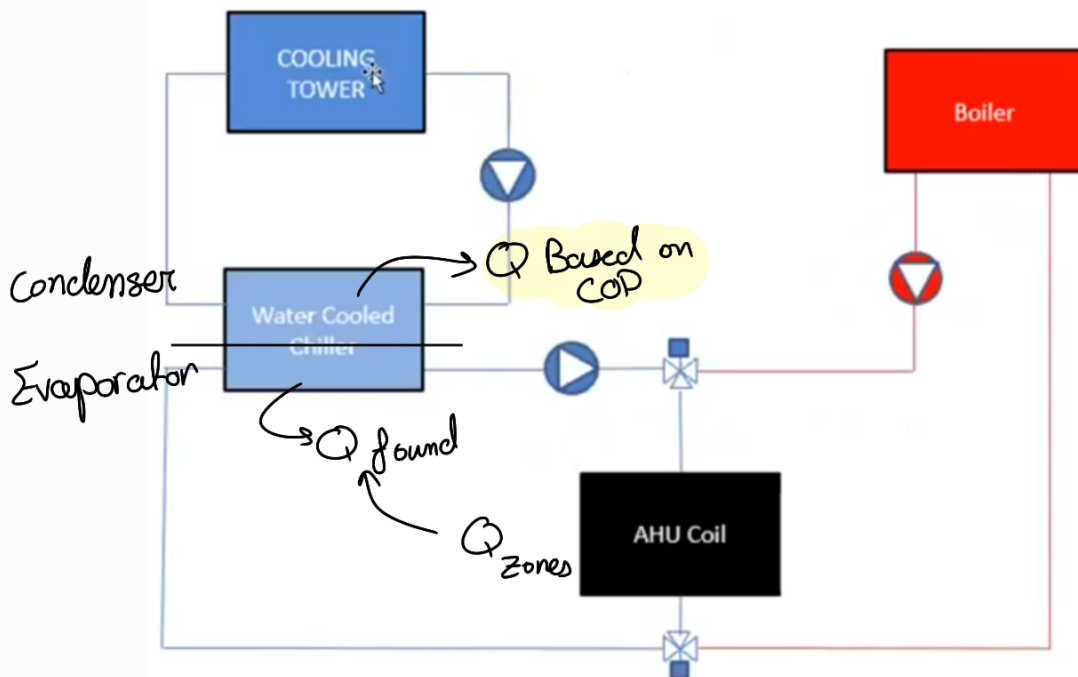 COOLING
TOWER
Boiler
Condenser
Q Based on
COP
Water Cooled
Chiller
Evaporator
Q found
Q zones
AHU Coil